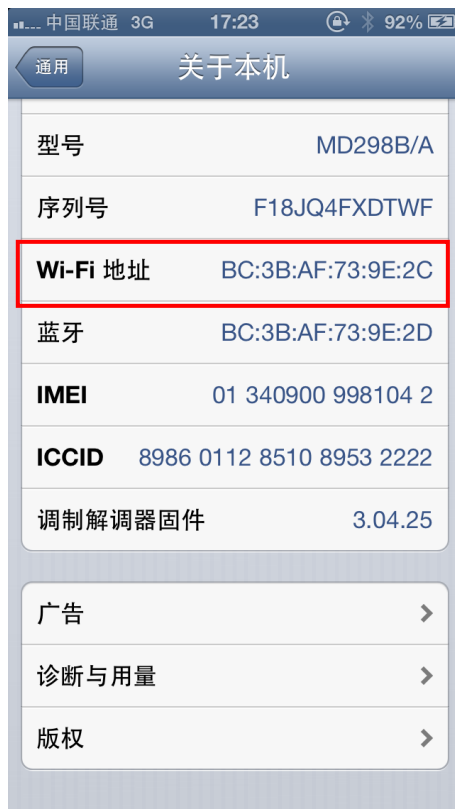 中国联通 3G 17:23 92%
通用 关于本机
型号 MD298B/A
序列号 F18JQ4FXDTWF
Wi-Fi 地址 BC:3B:AF:73:9E:2C
蓝牙 BC:3B:AF:73:9E:2D
IMEI 01 340900 998104 2
ICCID 8986 0112 8510 8953 2222
调制解调器固件 3.04.25
广告
诊断与用量
版权